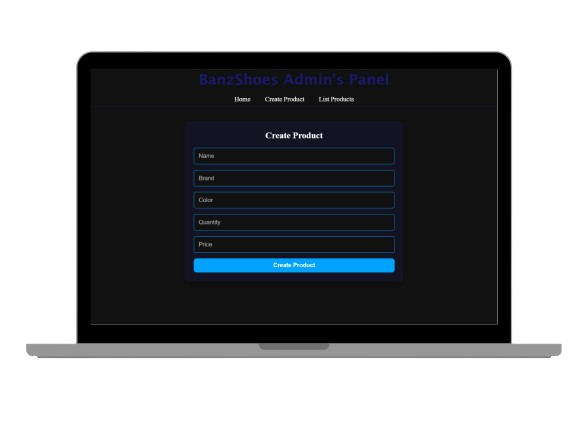 BanzShoes Admin's Panel
Home Create Product List Products
Create Product
Name
Brand
Color
Quantity
Price
Create Product